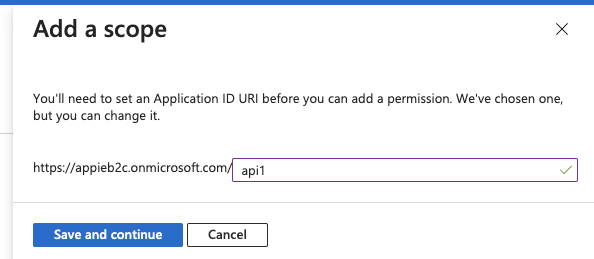 Add a scope
You'll need to set an Application ID URI before you can add a permission. We've chosen one,
but you can change it.
https://appieb2c.onmicrosoft.com/ api1
Save and continue Cancel